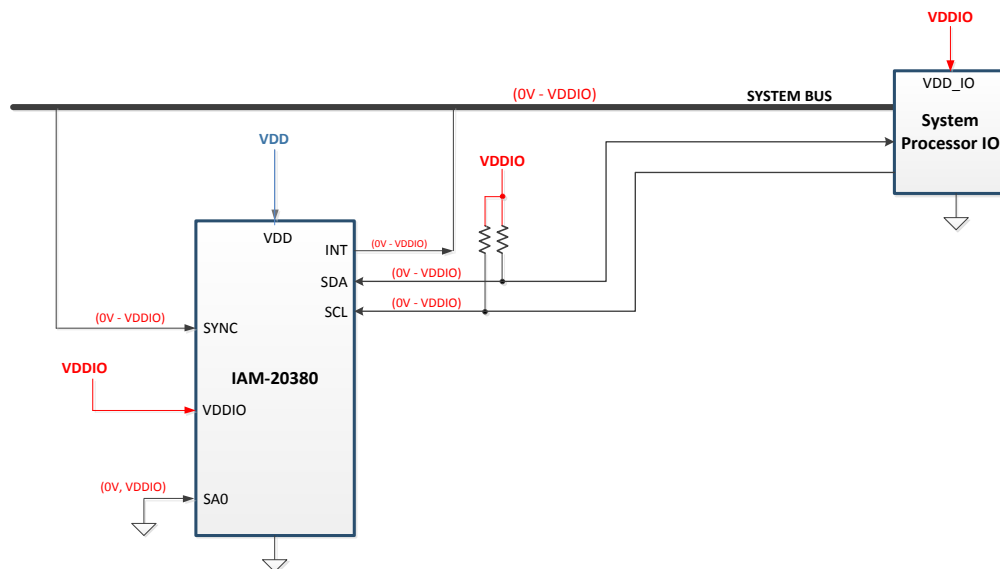 VDDIO
VDD_IO
(0V - VDDIO)
SYSTEM BUS
System
Processor IO
VDD
VDDIO
VDD
INT
(0V - VDDIO)
SDA
(0V - VDDIO)
SCL
(0V - VDDIO)
(0V - VDDIO)
SYNC
VDDIO
IAM-20380
VDDIO
(0V, VDDIO)
SA0